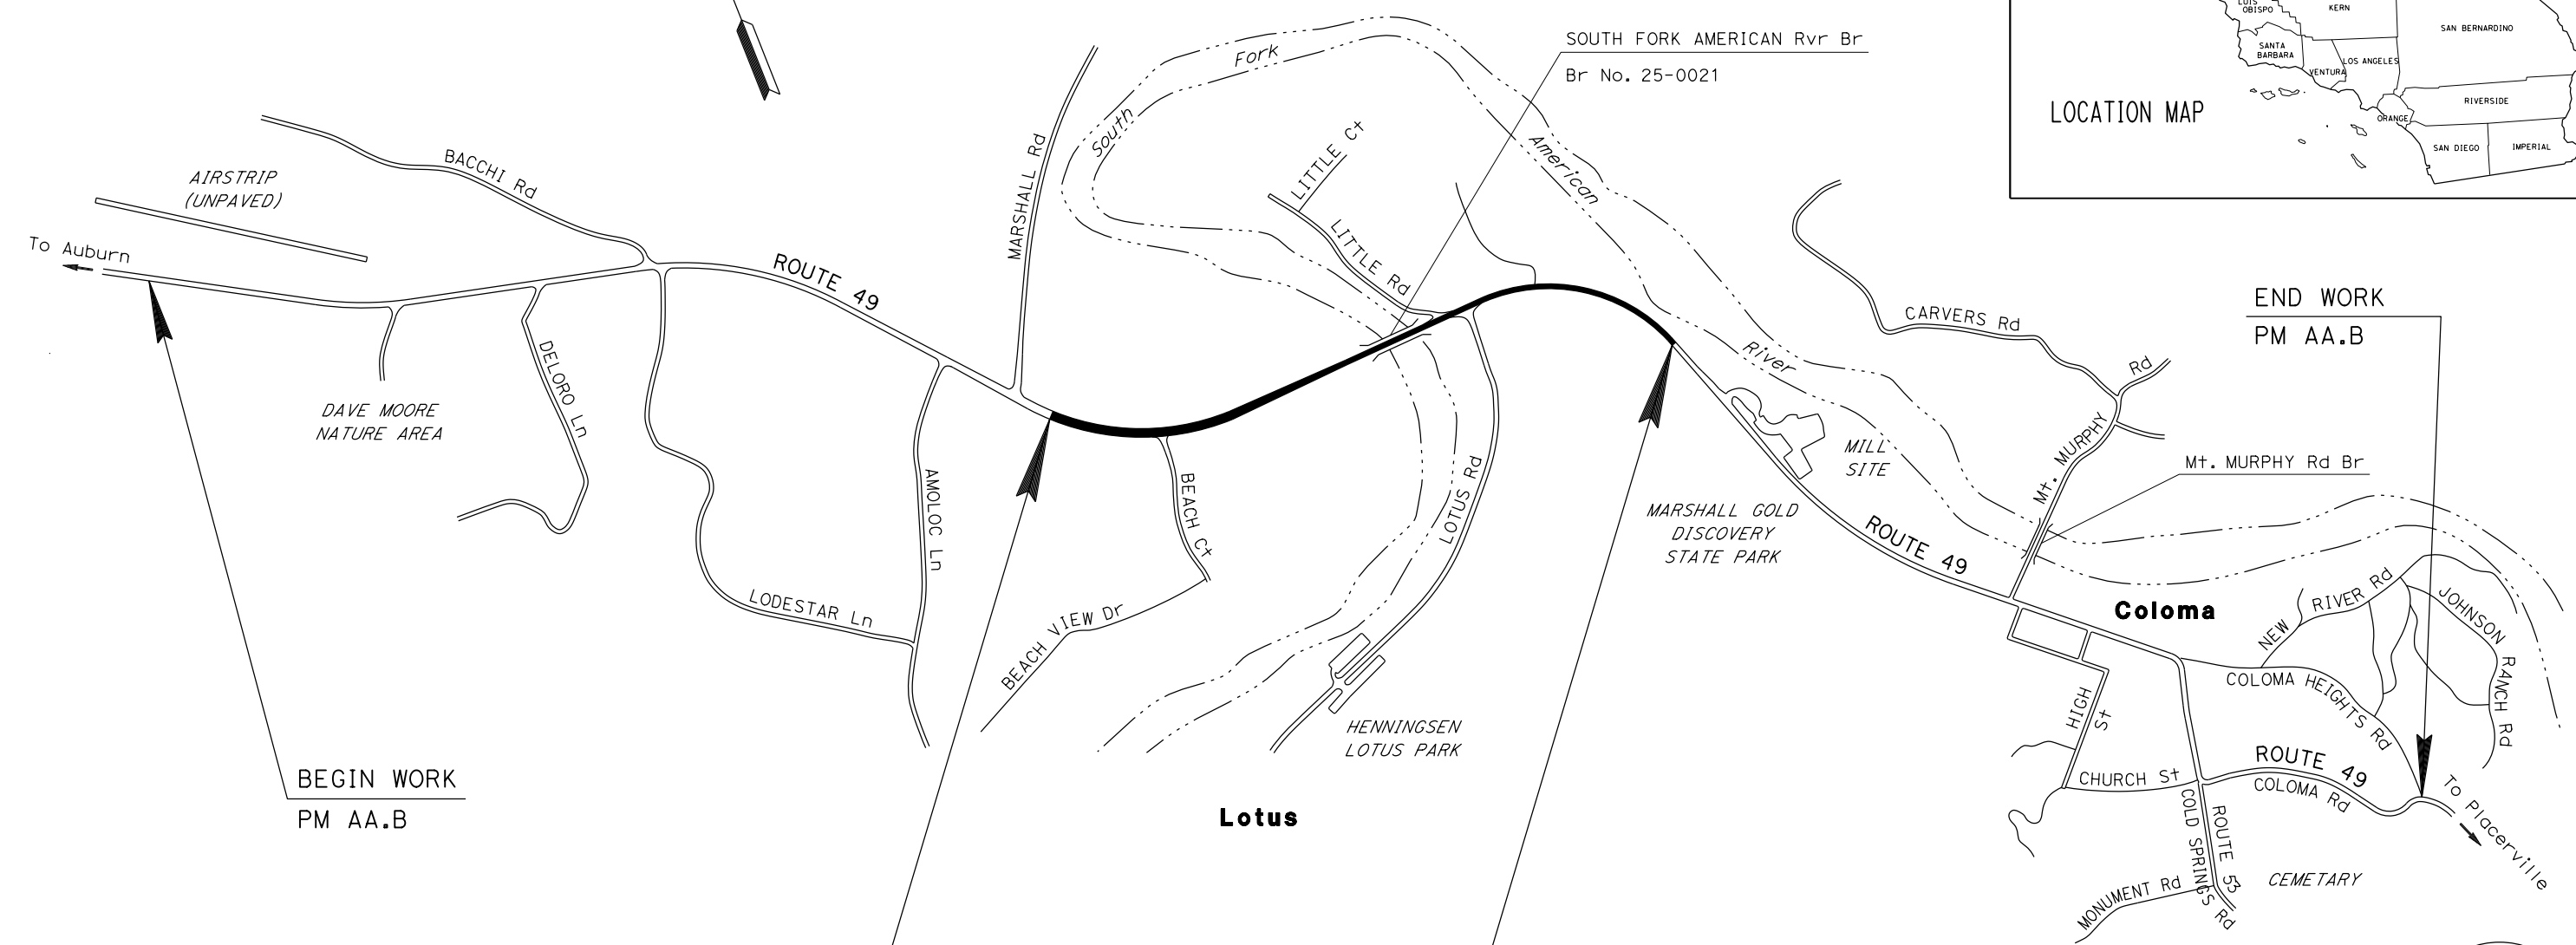 SOUTH FORK AMERICAN Rvr Br
Br No. 25-0021
LUIS
OBISPO
KERN
SAN BERNARDINO
SANTA
BARBARA
VENTURA
LOS ANGELES
RIVERSIDE
ORANGE
SAN DIEGO
IMPERIAL
LOCATION MAP
South
Fork
American
River
MARSHALL Rd
LITTLE Ct
LITTLE Rd
BACCHI Rd
AIRSTRIP
(UNPAVED)
To Auburn
ROUTE 49
CARVERS Rd
END WORK
PM AA.B
DELORO Ln
DAVE MOORE
NATURE AREA
AMOLOC Ln
LODESTAR Ln
BEACH Ct
BEACH VIEW Dr
LOTUS Rd
MILL
SITE
Mt. MURPHY Rd
Mt. MURPHY Rd Br
MARSHALL GOLD
DISCOVERY
STATE PARK
ROUTE 49
Coloma
NEW RIVER Rd
JOHNSON RANCH Rd
COLOMA HEIGHTS Rd
HIGH St
HENNINGSEN
LOTUS PARK
BEGIN WORK
PM AA.B
Lotus
CHURCH St
ROUTE 49
COLOMA Rd
To Placerville
COLD SPRINGS Rd
ROUTE 53
CEMETARY
MONUMENT Rd